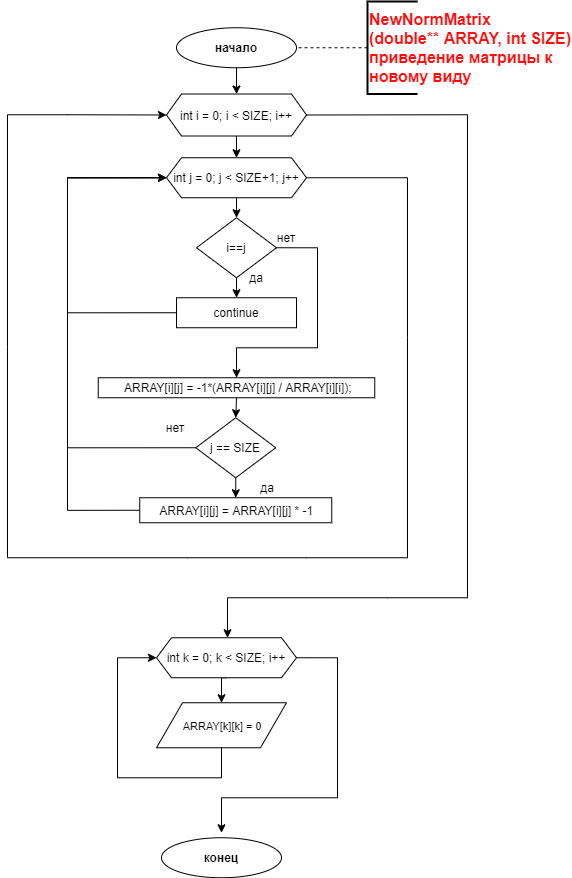 NewNormMatrix
(double** ARRAY, int SIZE)
приведение матрицы к
новому виду
начало
int i = 0; i < SIZE; i++
int j = 0; j < SIZE+1; j++
i==j
нет
да
continue
ARRAY[i][j] = -1*(ARRAY[i][j] / ARRAY[i][i]);
нет
j == SIZE
да
ARRAY[i][j] = ARRAY[i][j] * -1
int k = 0; k < SIZE; i++
ARRAY[k][k] = 0
конец